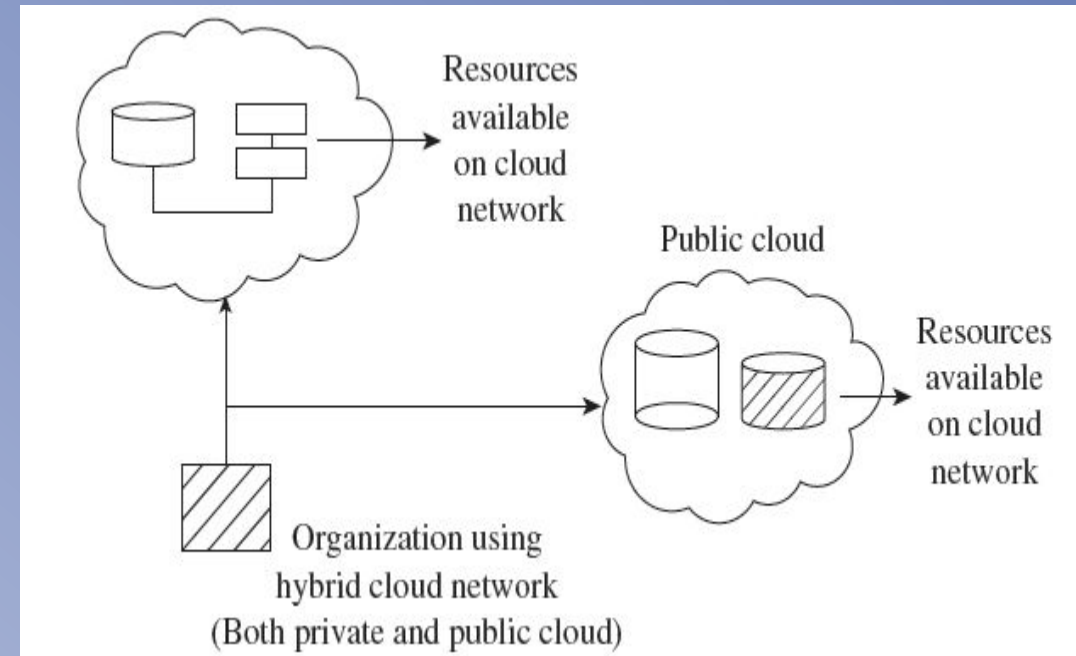 Resources
available
on cloud
network
Public cloud
Resources
available
on cloud
network
Organization using
hybrid cloud network
(Both private and public cloud)